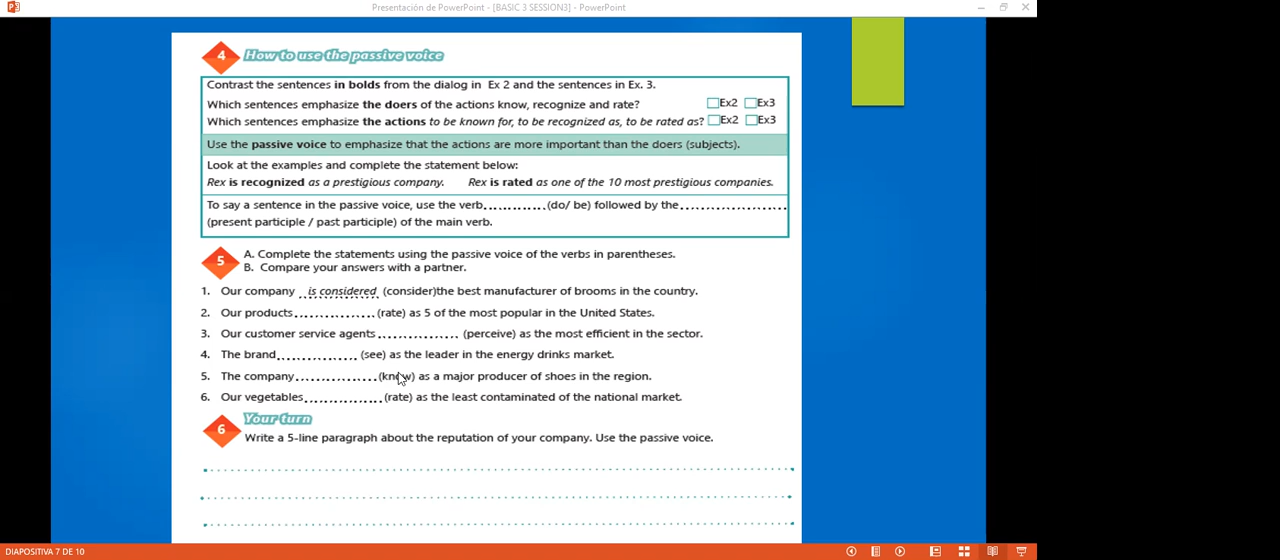 Presentación de PowerPoint - [BASIC 3 SESSION3] - PowerPoint
4 How to use the passive voice
Contrast the sentences in bolds from the dialog in Ex 2 and the sentences in Ex. 3.
Which sentences emphasize the doers of the actions know, recognize and rate? Ex2 Ex3
Which sentences emphasize the actions to be known for, to be recognized as, to be rated as? Ex2 Ex3
Use the passive voice to emphasize that the actions are more important than the doers (subjects).
Look at the examples and complete the statement below:
Rex is recognized as a prestigious company. Rex is rated as one of the 10 most prestigious companies.
To say a sentence in the passive voice, use the verb............(do/ be) followed by the......................
(present participle / past participle) of the main verb.
5 A. Complete the statements using the passive voice of the verbs in parentheses.
B. Compare your answers with a partner.
1. Our company is considered (consider)the best manufacturer of brooms in the country.
2. Our products................(rate) as 5 of the most popular in the United States.
3. Our customer service agents ................ (perceive) as the most efficient in the sector.
4. The brand................ (see) as the leader in the energy drinks market.
5. The company................(know) as a major producer of shoes in the region.
6. Our vegetables................(rate) as the least contaminated of the national market.
6 Your turn
Write a 5-line paragraph about the reputation of your company. Use the passive voice.
DIAPOSITIVA 7 DE 10